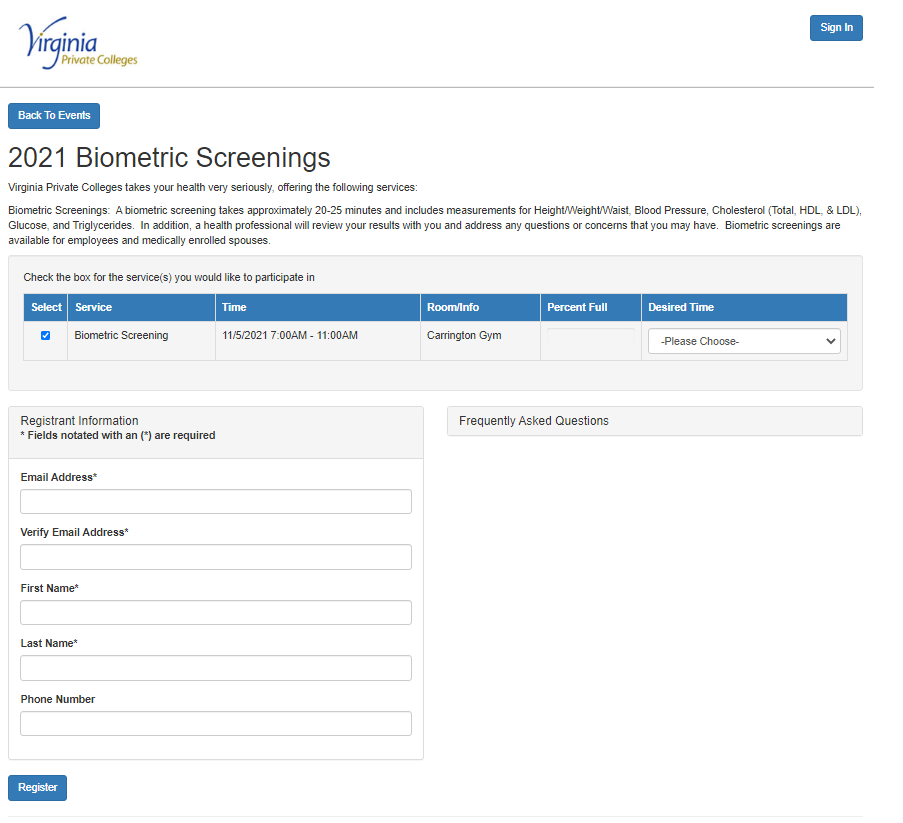 Virginia
Private Colleges
Sign In
Back To Events
2021 Biometric Screenings
Virginia Private Colleges takes your health very seriously, offering the following services:
Biometric Screenings:  A biometric screening takes approximately 20-25 minutes and includes measurements for Height/Weight/Waist, Blood Pressure, Cholesterol (Total, HDL, & LDL),
Glucose, and Triglycerides.  In addition, a health professional will review your results with you and address any questions or concerns that you may have.  Biometric screenings are
available for employees and medically enrolled spouses.
Check the box for the service(s) you would like to participate in
Select Service Time Room/Info Percent Full Desired Time
Biometric Screening 11/5/2021 7:00AM - 11:00AM Carrington Gym -Please Choose-
Registrant Information
* Fields notated with an (*) are required
Frequently Asked Questions
Email Address*
Verify Email Address*
First Name*
Last Name*
Phone Number
Register